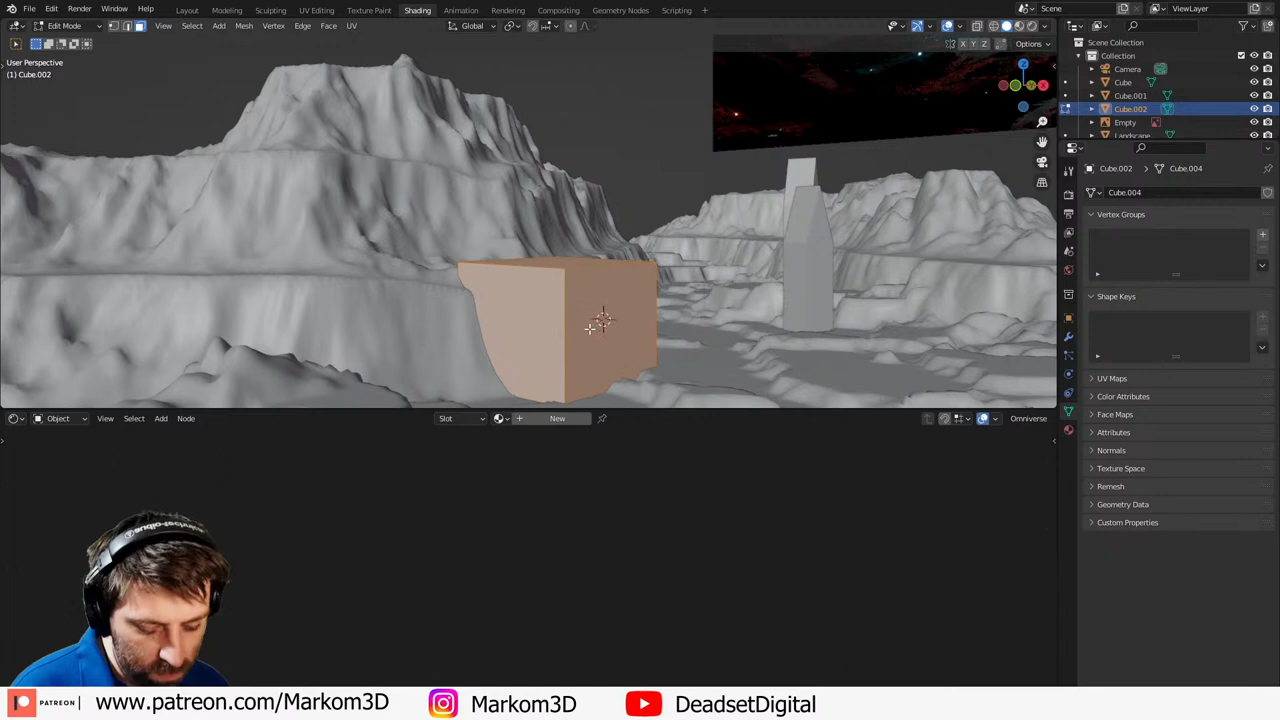 File Edit Render Window Help Layout Modeling Sculpting UV Editing Texture Paint Shading Animation Rendering Compositing Geometry Nodes Scripting + Scene ViewLayer
Edit Mode View Select Add Mesh Vertex Edge Face UV Global
X Y Z Options
User Perspective
(1) Cube.002
Z
Y
X
Scene Collection
Collection
Camera
Cube
Cube.001
Cube.002
Empty
Landscape
Cube.002 > Cube.004
Cube.004
Vertex Groups
Shape Keys
UV Maps
Color Attributes
Face Maps
Attributes
Normals
Texture Space
Remesh
Geometry Data
Custom Properties
Object View Select Add Node Slot + New Omniverse
PATREON www.patreon.com/Markom3D Markom3D DeadsetDigital